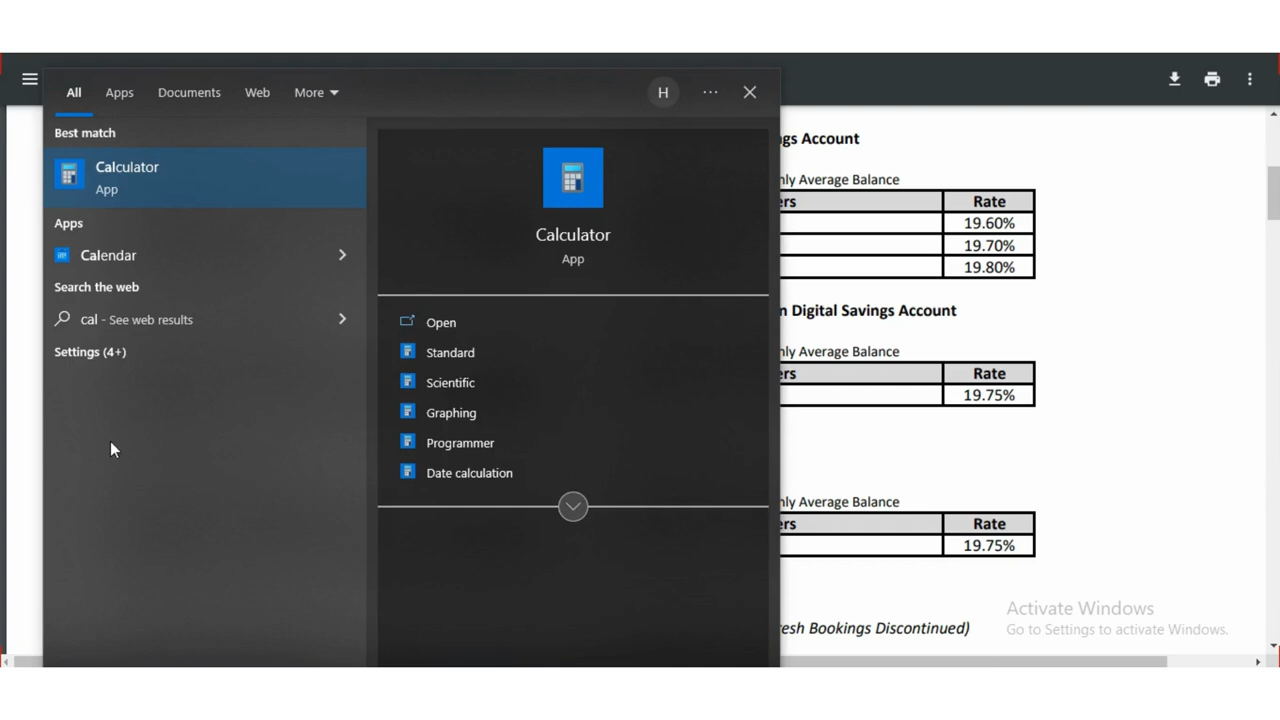 All Apps Documents Web More H
Best match
Calculator
App
Apps
Calendar
Search the web
cal - See web results
Settings (4+)
Calculator
App
Open
Standard
Scientific
Graphing
Programmer
Date calculation
ngs Account
nly Average Balance
ers Rate
19.60%
19.70%
19.80%
n Digital Savings Account
nly Average Balance
ers Rate
19.75%
nly Average Balance
ers Rate
19.75%
resh Bookings Discontinued)
Activate Windows
Go to Settings to activate Windows.